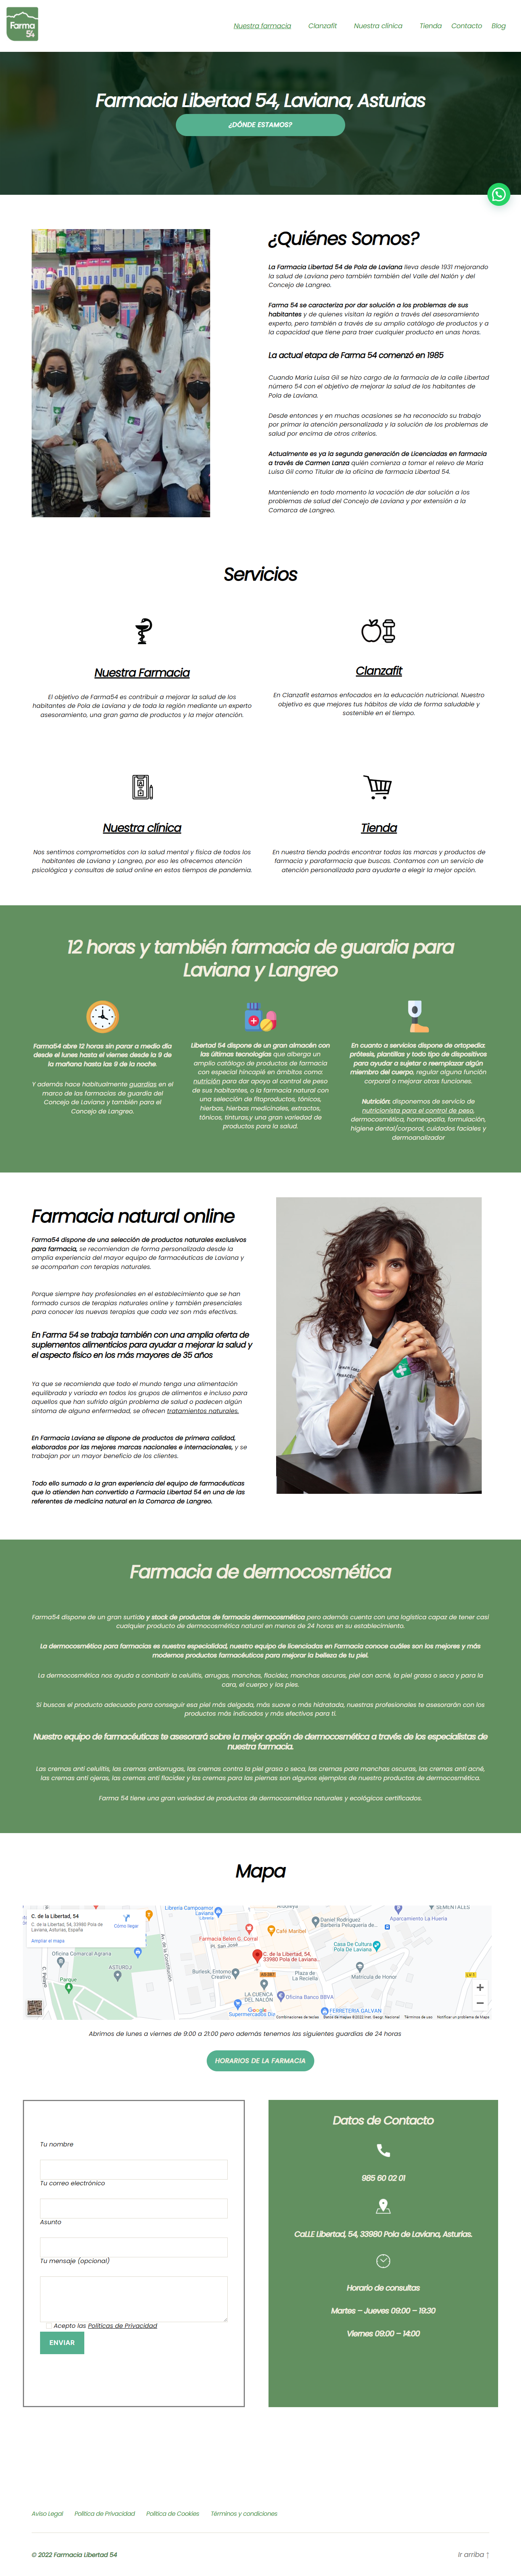 Farma
54
Nuestra farmacia
Clanzafit
Nuestra clínica
Tienda
Contacto
Blog
Farmacia Libertad 54, Laviana, Asturias
¿DÓNDE ESTAMOS?
¿Quiénes Somos?
La Farmacia Libertad 54 de Pola de Laviana lleva desde 1931 mejorando
la salud de Laviana pero también también del Valle del Nalón y del
Concejo de Langreo.
Farma 54 se caracteriza por dar solución a los problemas de sus
habitantes y de quienes visitan la región a través del asesoramiento
experto, pero también a través de su amplio catálogo de productos y a
la capacidad que tiene para traer cualquier producto en unas horas.
La actual etapa de Farma 54 comenzó en 1985
Cuando María Luisa Gil se hizo cargo de la farmacia de la calle Libertad
número 54 con el objetivo de mejorar la salud de los habitantes de
Pola de Laviana.
Desde entonces y en muchas ocasiones se ha reconocido su trabajo
por primar la atención personalizada y la solución de los problemas de
salud por encima de otros criterios.
Actualmente es ya la segunda generación de Licenciadas en farmacia
a través de Carmen Lanza quién comienza a tomar el relevo de María
Luisa Gil como Titular de la oficina de farmacia Libertad 54.
Manteniendo en todo momento la vocación de dar solución a los
problemas de salud del Concejo de Laviana y por extensión a la
Comarca de Langreo.
Servicios
Nuestra Farmacia
El objetivo de Farma54 es contribuir a mejorar la salud de los
habitantes de Pola de Laviana y de toda la región mediante un experto
asesoramiento, una gran gama de productos y la mejor atención.
Clanzafit
En Clanzafit estamos enfocados en la educación nutricional. Nuestro
objetivo es que mejores tus hábitos de vida de forma saludable y
sostenible en el tiempo.
Nuestra clínica
Nos sentimos comprometidos con la salud mental y física de todos los
habitantes de Laviana y Langreo, por eso les ofrecemos atención
psicológica y consultas de salud online en estos tiempos de pandemia.
Tienda
En nuestra tienda podrás encontrar todas las marcas y productos de
farmacia y parafarmacia que buscas. Contamos con un servicio de
atención personalizada para ayudarte a elegir la mejor opción.
12 horas y también farmacia de guardia para
Laviana y Langreo
Farma54 abre 12 horas sin parar a medio día
desde el lunes hasta el viernes desde la 9 de
la mañana hasta las 9 de la noche.
Y además hace habitualmente guardias en el
marco de las farmacias de guardia del
Concejo de Laviana y también para el
Concejo de Langreo.
Libertad 54 dispone de un gran almacén con
las últimas tecnologías que alberga un
amplio catálogo de productos de farmacia
con especial hincapié en ámbitos como:
nutrición para dar apoyo al control de peso
de sus habitantes, o la farmacia natural con
una selección de fitoproductos, tónicos,
hierbas, hierbas medicinales, extractos,
tónicos, tinturas,y una gran variedad de
productos para la salud.
En cuanto a servicios dispone de ortopedia:
prótesis, plantillas y todo tipo de dispositivos
para ayudar a sujetar o reemplazar algún
miembro del cuerpo, regular alguna función
corporal o mejorar otras funciones.
Nutrición: disponemos de servicio de
nutricionista para el control de peso,
dermocosmética, homeopatía, formulación,
higiene dental/corporal, cuidados faciales y
dermoanalizador
Farmacia natural online
Farma54 dispone de una selección de productos naturales exclusivos
para farmacia, se recomiendan de forma personalizada desde la
amplia experiencia del mayor equipo de farmacéuticas de Laviana y
se acompañan con terapias naturales.
Porque siempre hay profesionales en el establecimiento que se han
formado cursos de terapias naturales online y también presenciales
para conocer las nuevas terapias que cada vez son más efectivas.
En Farma 54 se trabaja también con una amplia oferta de
suplementos alimenticios para ayudar a mejorar la salud y
el aspecto físico en los más mayores de 35 años
Ya que se recomienda que todo el mundo tenga una alimentación
equilibrada y variada en todos los grupos de alimentos e incluso para
aquellos que han sufrido algún problema de salud o padecen algún
síntoma de alguna enfermedad, se ofrecen tratamientos naturales.
En Farmacia Laviana se dispone de productos de primera calidad,
elaborados por las mejores marcas nacionales e internacionales, y se
trabajan por un mayor beneficio de los clientes.
Todo ello sumado a la gran experiencia del equipo de farmacéuticas
que lo atienden han convertido a Farmacia Libertad 54 en una de las
referentes de medicina natural en la Comarca de Langreo.
Farmacia de dermocosmética
Farma54 dispone de un gran surtido y stock de productos de farmacia dermocosmética pero además cuenta con una logística capaz de tener casi
cualquier producto de dermocosmética natural en menos de 24 horas en su establecimiento.
La dermocosmética para farmacias es nuestra especialidad, nuestro equipo de licenciados en Farmacia conoce cuáles son los mejores y más
modernos productos farmacéuticos para mejorar la belleza de tu piel.
La dermocosmética nos ayuda a combatir la celulitis, arrugas, manchas, flacidez, manchas oscuras, piel con acné, la piel grasa o seca y para la
cara, el cuerpo y los pies.
Si buscas el producto adecuado para conseguir esa piel más delgada, más suave o más hidratada, nuestras profesionales te asesorarán con los
productos más indicados y más efectivos para ti.
Nuestro equipo de farmacéuticas te asesorará sobre la mejor opción de dermocosmética a través de los especialistas de
nuestra farmacia.
Las cremas anti celulitis, las cremas antiarrugas, las cremas contra la piel grasa o seca, las cremas para manchas oscuras, las cremas anti acné,
las cremas anti ojeras, las cremas anti flacidez y las cremas para las piernas son algunos ejemplos de nuestro productos de dermocosmética.
Farma 54 tiene una gran variedad de productos de dermocosmética naturales y ecológicos certificados.
Mapa
C. de la Libertad, 54
C. de la Libertad, 54, 33980 Pola de
Laviana, Asturias, España
Cómo llegar
Ampliar el mapa
Librería Campoamor
Laviana
Librería
Farmacia Belen G. Corral
Pl. San José
Café Marifel
Daniel Rodríguez
Barbería Peluquería de...
Aparcamiento La Huería
SEMENTALES
Casa De Cultura
Pola De Laviana
C. de la Libertad, 54,
33980 Pola de Laviana...
Oficina Comercial Agraria
ASTURDJ
Parque
Burlesk, Entorno
Creativo
Plaza de
La Reciella
Matrícula de Honor
LA CUENCA
DEL NALÓN
Oficina Banco BBVA
Supermercados Dia
FERRETERÍA GALVAN
Google
Combinaciones de teclas
Datos de mapas ©2022 Inst. Geogr. Nacional
Términos de uso
Notificar un problema de Maps
Abrimos de lunes a viernes de 9:00 a 21:00 pero además tenemos las siguientes guardias de 24 horas
HORARIOS DE LA FARMACIA
Tu nombre
Tu correo electrónico
Asunto
Tu mensaje (opcional)
Acepto las Políticas de Privacidad
ENVIAR
Datos de Contacto
985 60 02 01
CaLLE Libertad, 54, 33980 Pola de Laviana, Asturias.
Horario de consultas
Martes – Jueves 09:00 – 19:30
Viernes 09:00 – 14:00
Aviso Legal
Política de Privacidad
Política de Cookies
Términos y condiciones
© 2022 Farmacia Libertad 54
Ir arriba ↑